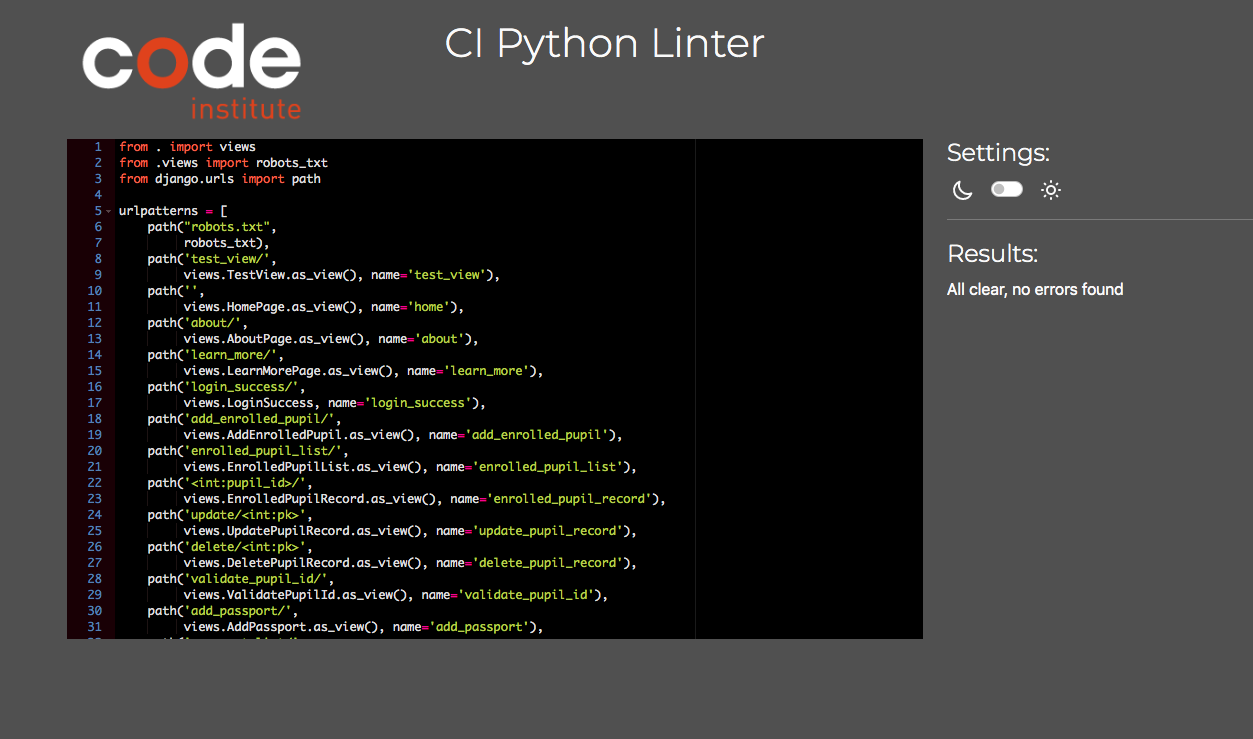 code
institute
CI Python Linter
1 from . import views
2 from .views import robots_txt
3 from django.urls import path
4
5 urlpatterns = [
6 path("robots.txt",
7 robots_txt),
8 path('test_view/',
9 views.TestView.as_view(), name='test_view'),
10 path('',
11 views.HomePage.as_view(), name='home'),
12 path('about/',
13 views.AboutPage.as_view(), name='about'),
14 path('learn_more/',
15 views.LearnMorePage.as_view(), name='learn_more'),
16 path('login_success/',
17 views.LoginSuccess, name='login_success'),
18 path('add_enrolled_pupil/',
19 views.AddEnrolledPupil.as_view(), name='add_enrolled_pupil'),
20 path('enrolled_pupil_list/',
21 views.EnrolledPupilList.as_view(), name='enrolled_pupil_list'),
22 path('<int:pupil_id>/',
23 views.EnrolledPupilRecord.as_view(), name='enrolled_pupil_record'),
24 path('update/<int:pk>',
25 views.UpdatePupilRecord.as_view(), name='update_pupil_record'),
26 path('delete/<int:pk>',
27 views.DeletePupilRecord.as_view(), name='delete_pupil_record'),
28 path('validate_pupil_id/',
29 views.ValidatePupilId.as_view(), name='validate_pupil_id'),
30 path('add_passport/',
31 views.AddPassport.as_view(), name='add_passport'),
Settings:
Results:
All clear, no errors found